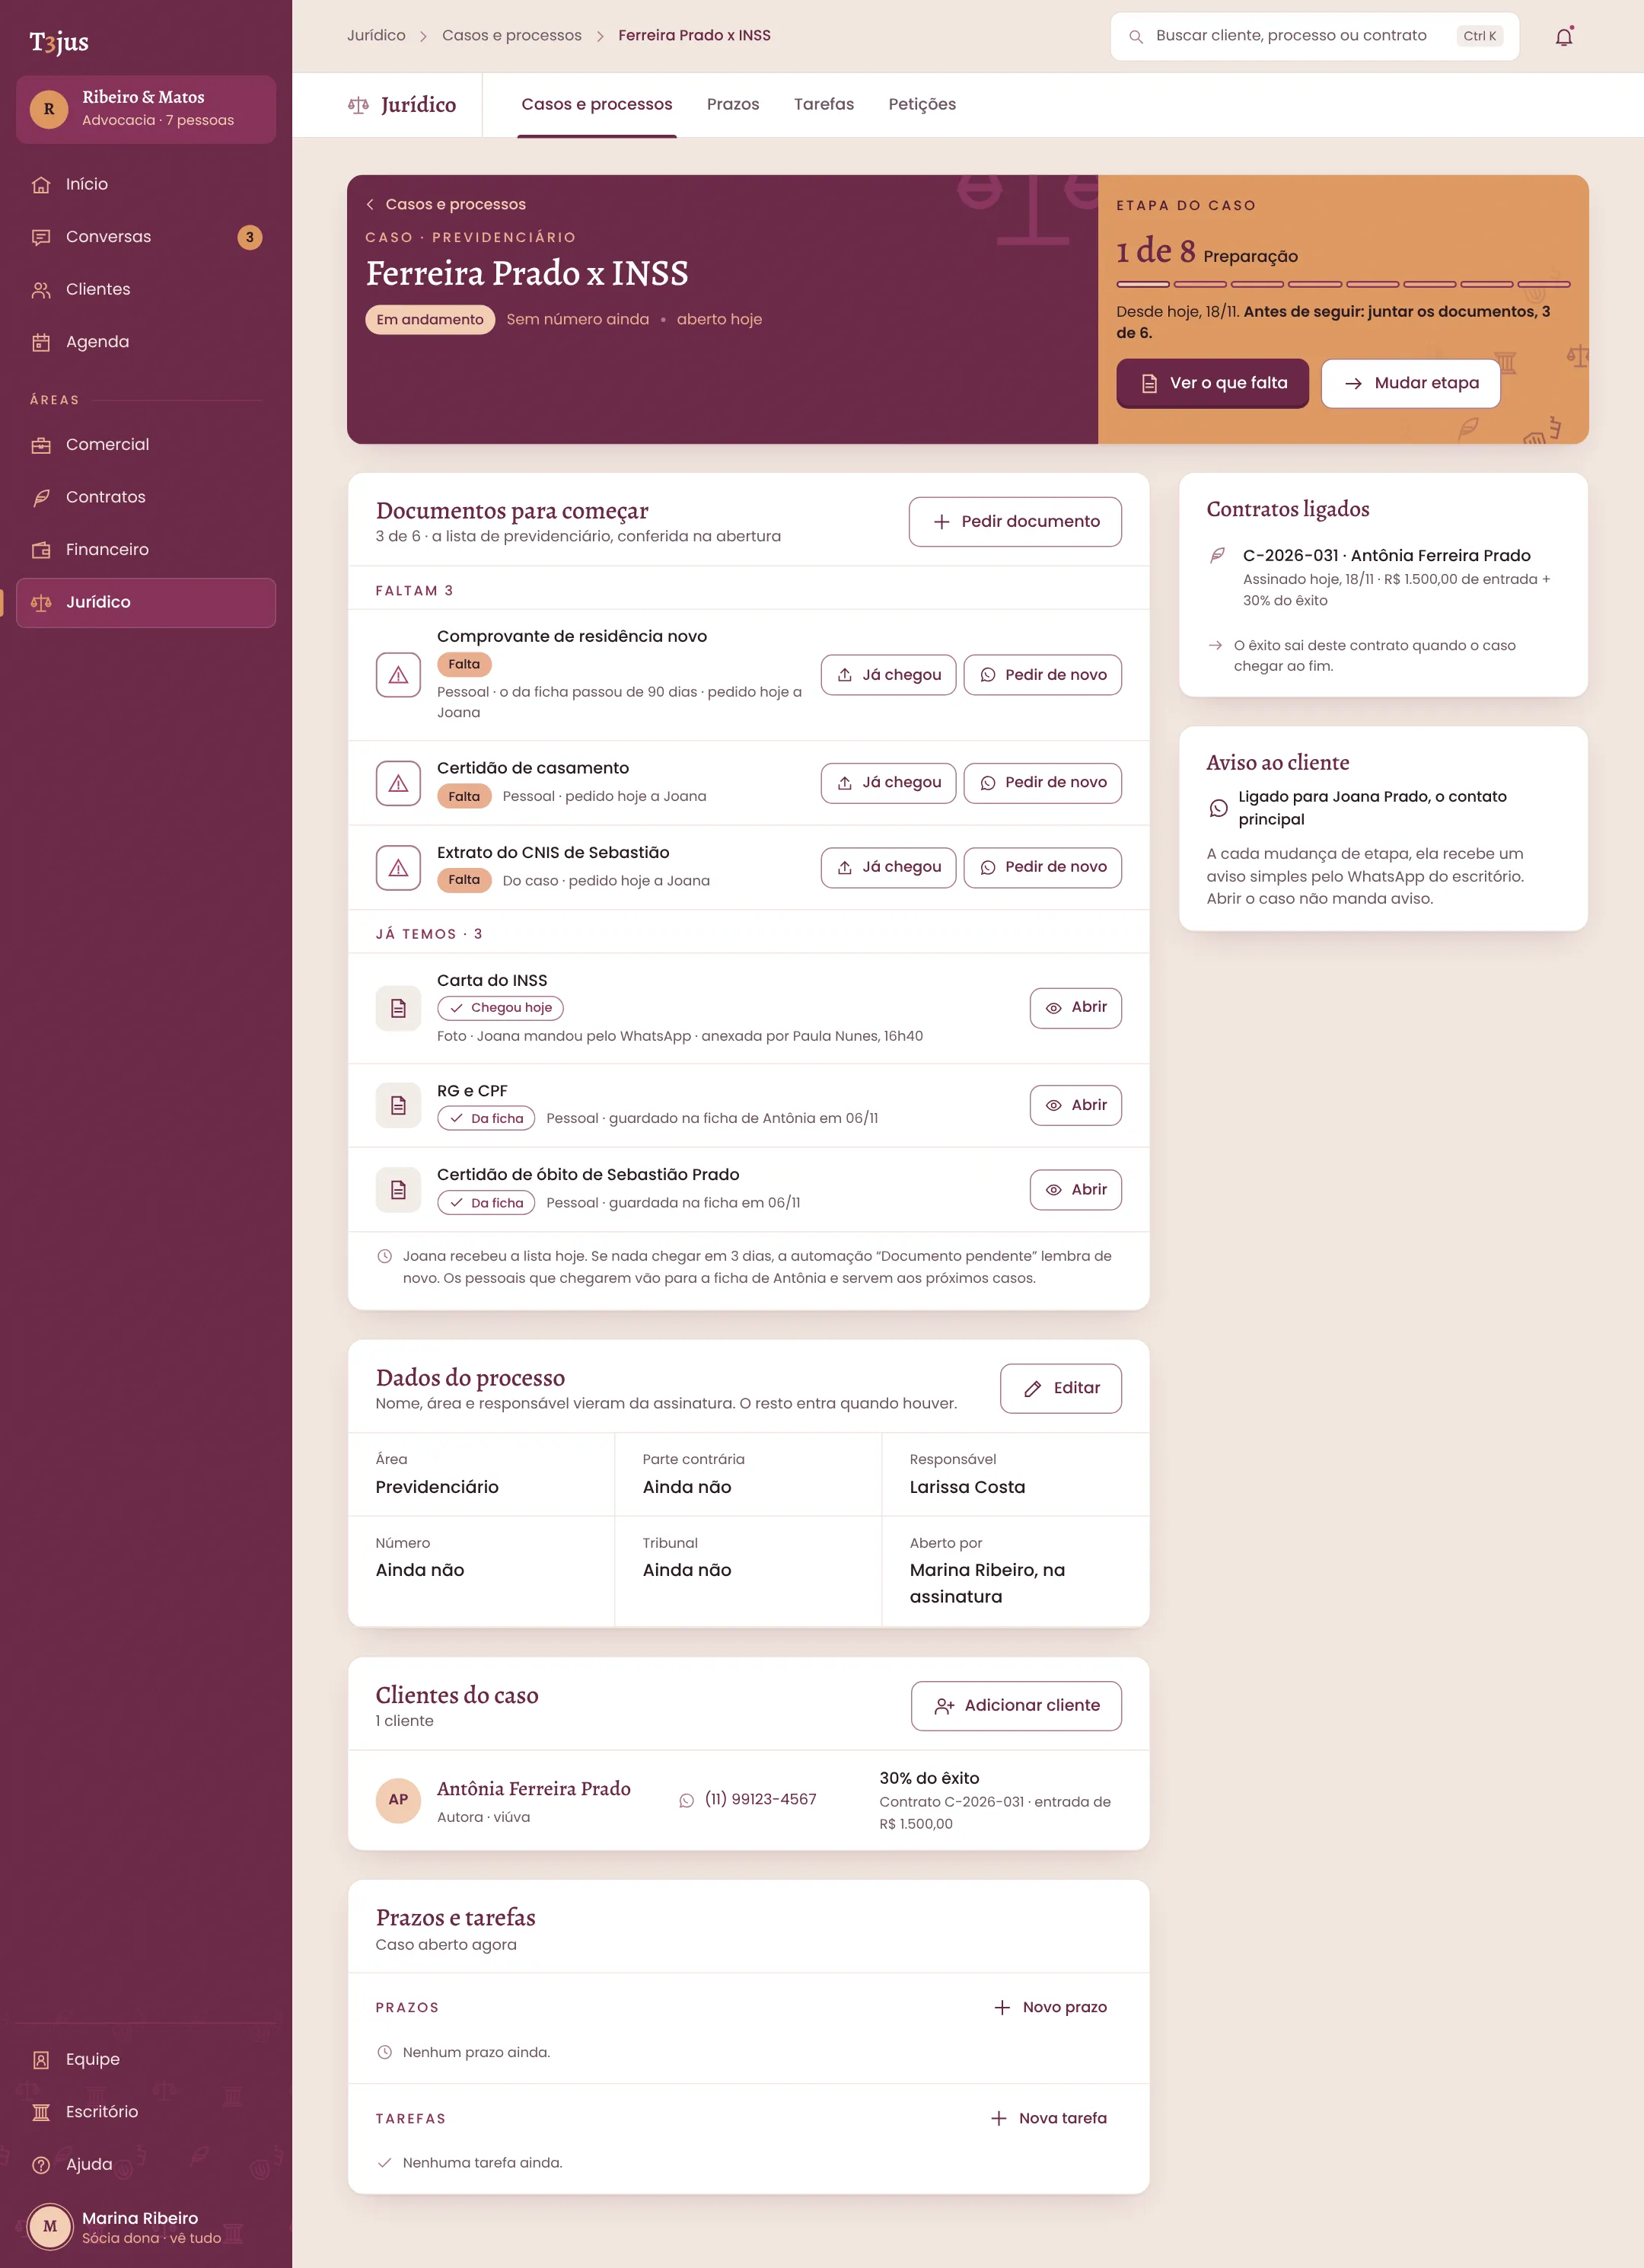 T3jus
R
Ribeiro & Matos
Advocacia · 7 pessoas
Início
Conversas
3
Clientes
Agenda
ÁREAS
Comercial
Contratos
Financeiro
Jurídico
Equipe
Escritório
Ajuda
M
Marina Ribeiro
Sócia dona · vê tudo
Jurídico
Casos e processos
Ferreira Prado x INSS
Buscar cliente, processo ou contrato
Ctrl K
Jurídico
Casos e processos
Prazos
Tarefas
Petições
Casos e processos
CASO · PREVIDENCIÁRIO
Ferreira Prado x INSS
Em andamento
Sem número ainda • aberto hoje
ETAPA DO CASO
1 de 8 Preparação
Desde hoje, 18/11. Antes de seguir: juntar os documentos, 3
de 6.
Ver o que falta
Mudar etapa
Documentos para começar
3 de 6 · a lista de previdenciário, conferida na abertura
Pedir documento
FALTAM 3
Comprovante de residência novo
Falta
Pessoal · o da ficha passou de 90 dias · pedido hoje a
Joana
Já chegou
Pedir de novo
Certidão de casamento
Falta
Pessoal · pedido hoje a Joana
Já chegou
Pedir de novo
Extrato do CNIS de Sebastião
Falta
Do caso · pedido hoje a Joana
Já chegou
Pedir de novo
JÁ TEMOS · 3
Carta do INSS
Chegou hoje
Foto · Joana mandou pelo WhatsApp · anexada por Paula Nunes, 16h40
Abrir
RG e CPF
Da ficha
Pessoal · guardado na ficha de Antônia em 06/11
Abrir
Certidão de óbito de Sebastião Prado
Da ficha
Pessoal · guardada na ficha em 06/11
Abrir
Joana recebeu a lista hoje. Se nada chegar em 3 dias, a automação “Documento pendente” lembra de
novo. Os pessoais que chegarem vão para a ficha de Antônia e servem aos próximos casos.
Contratos ligados
C-2026-031 · Antônia Ferreira Prado
Assinado hoje, 18/11 · R$ 1.500,00 de entrada +
30% do êxito
O êxito sai deste contrato quando o caso
chegar ao fim.
Aviso ao cliente
Ligado para Joana Prado, o contato
principal
A cada mudança de etapa, ela recebe um
aviso simples pelo WhatsApp do escritório.
Abrir o caso não manda aviso.
Dados do processo
Nome, área e responsável vieram da assinatura. O resto entra quando houver.
Editar
Área
Previdenciário
Parte contrária
Ainda não
Responsável
Larissa Costa
Número
Ainda não
Tribunal
Ainda não
Aberto por
Marina Ribeiro, na
assinatura
Clientes do caso
1 cliente
Adicionar cliente
AP
Antônia Ferreira Prado
Autora · viúva
(11) 99123-4567
30% do êxito
Contrato C-2026-031 · entrada de
R$ 1.500,00
Prazos e tarefas
Caso aberto agora
PRAZOS
Novo prazo
Nenhum prazo ainda.
TAREFAS
Nova tarefa
Nenhuma tarefa ainda.